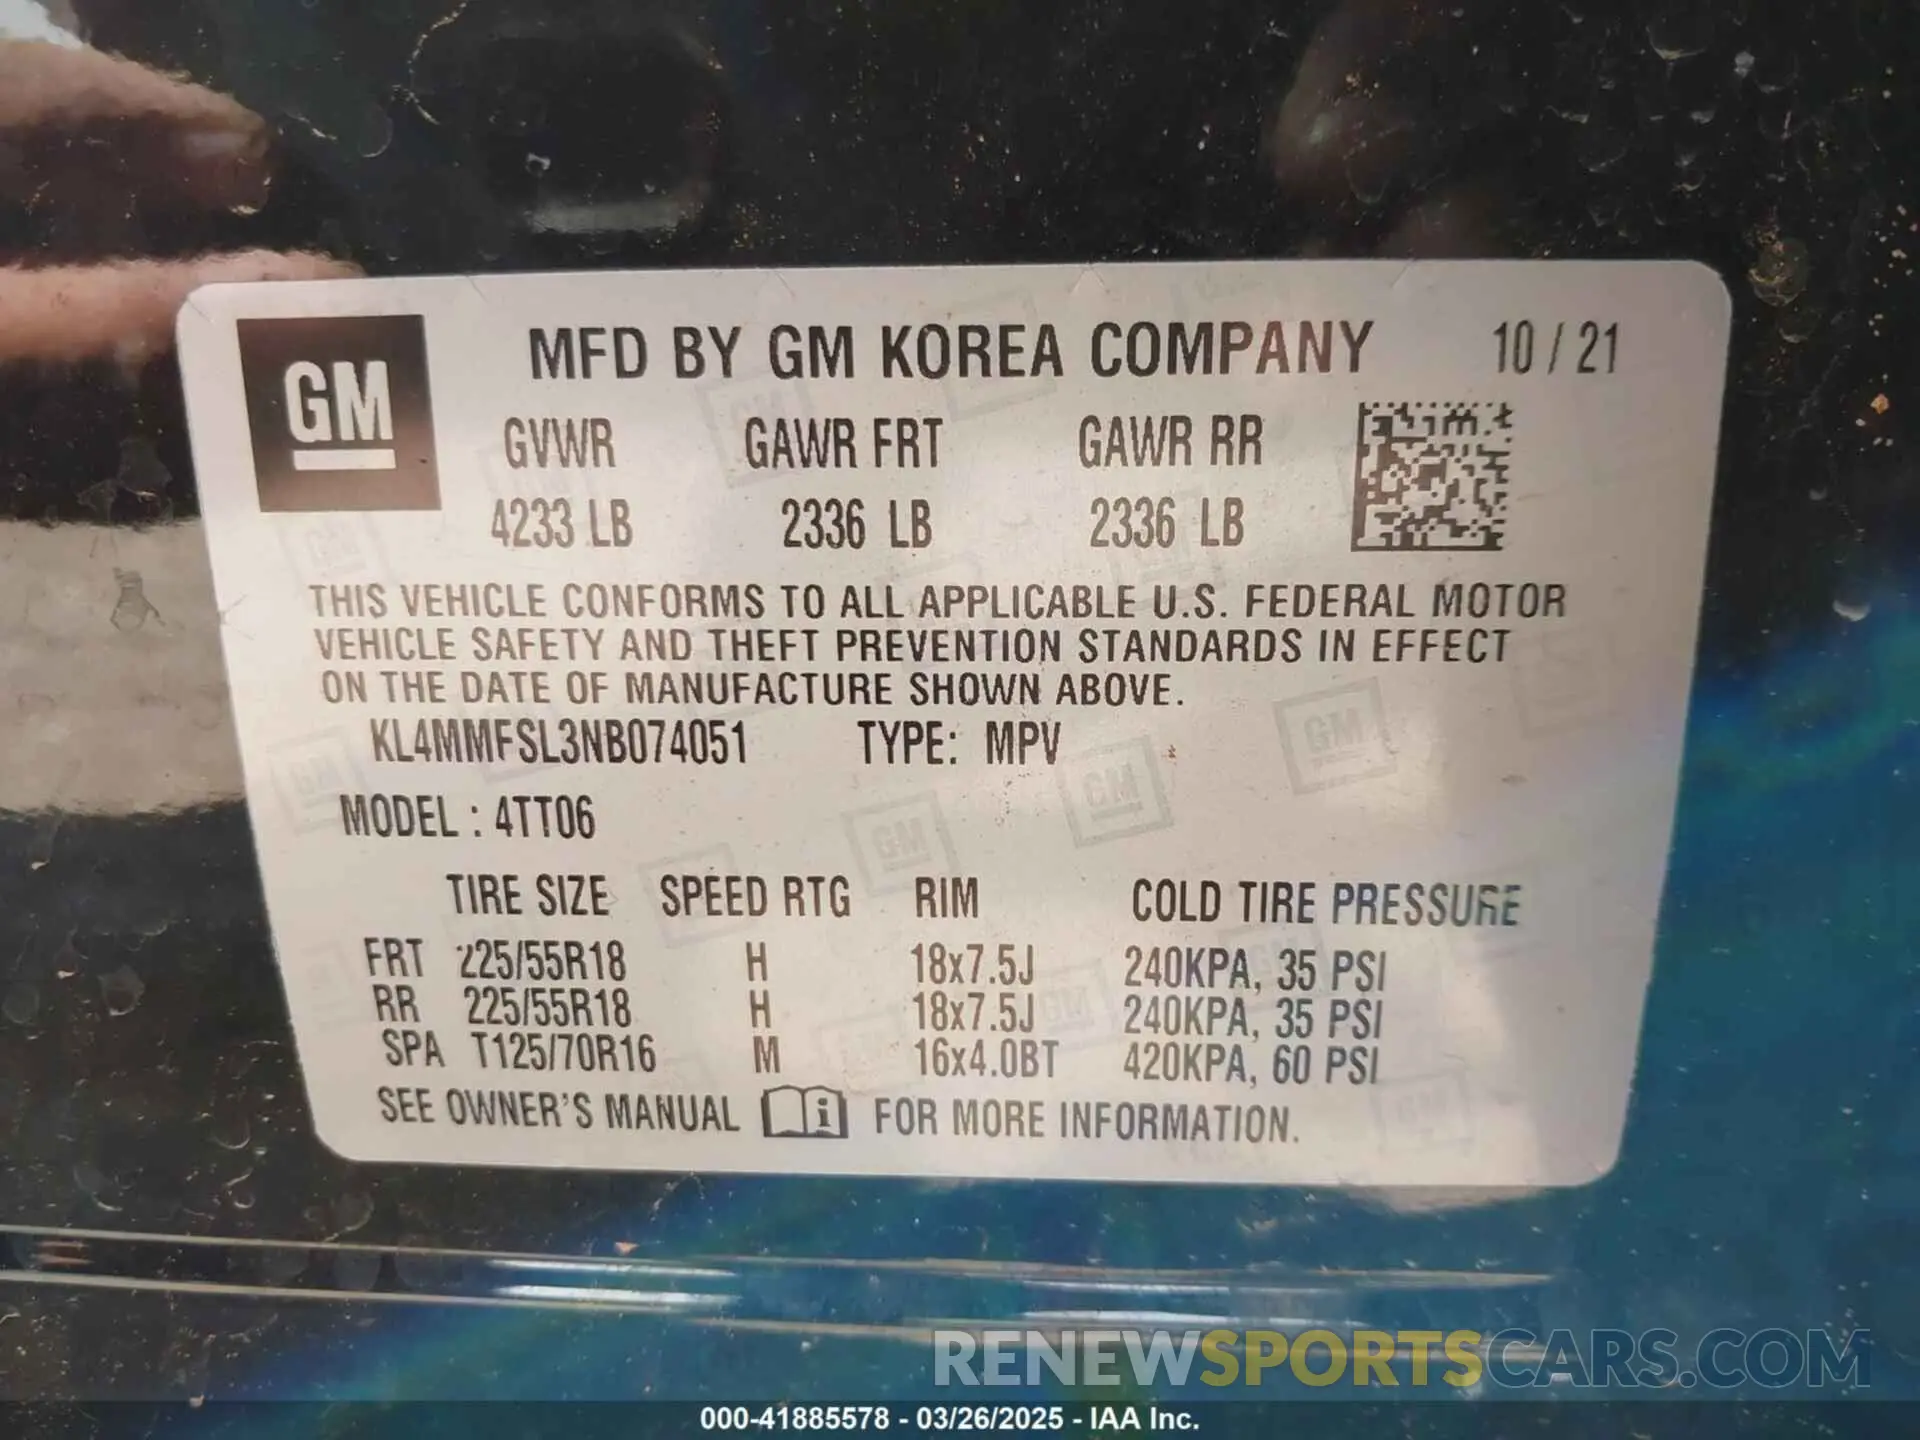 GM
MFD BY GM KOREA COMPANY 10 / 21
GVWR GAWR FRT GAWR RR
4233 LB 2336 LB 2336 LB
THIS VEHICLE CONFORMS TO ALL APPLICABLE U.S. FEDERAL MOTOR
VEHICLE SAFETY AND THEFT PREVENTION STANDARDS IN EFFECT
ON THE DATE OF MANUFACTURE SHOWN ABOVE.
KL4MMFSL3NB074051 TYPE: MPV
MODEL : 4TT06
TIRE SIZE SPEED RTG RIM COLD TIRE PRESSURE
FRT 225/55R18 H 18x7.5J 240KPA, 35 PSI
RR 225/55R18 H 18x7.5J 240KPA, 35 PSI
SPA T125/70R16 M 16x4.0BT 420KPA, 60 PSI
SEE OWNER'S MANUAL i FOR MORE INFORMATION.
RENEWSPORTSCARS.COM
000-41885578 - 03/26/2025 - IAA Inc.